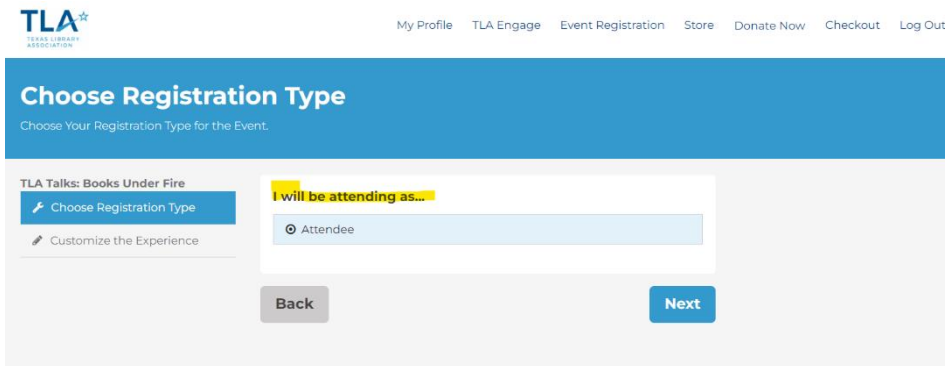 TLA
TEXAS LIBRARY
ASSOCIATION
My Profile TLA Engage Event Registration Store Donate Now Checkout Log Out
Choose Registration Type
Choose Your Registration Type for the Event.
TLA Talks: Books Under Fire
Choose Registration Type
Customize the Experience
I will be attending as...
Attendee
Back
Next